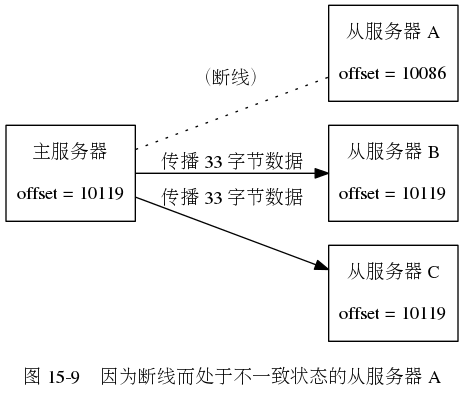 从服务器 A
offset = 10086
（断线）
主服务器
offset = 10119
传播 33 字节数据
从服务器 B
offset = 10119
传播 33 字节数据
从服务器 C
offset = 10119
图 15-9 因为断线而处于不一致状态的从服务器 A